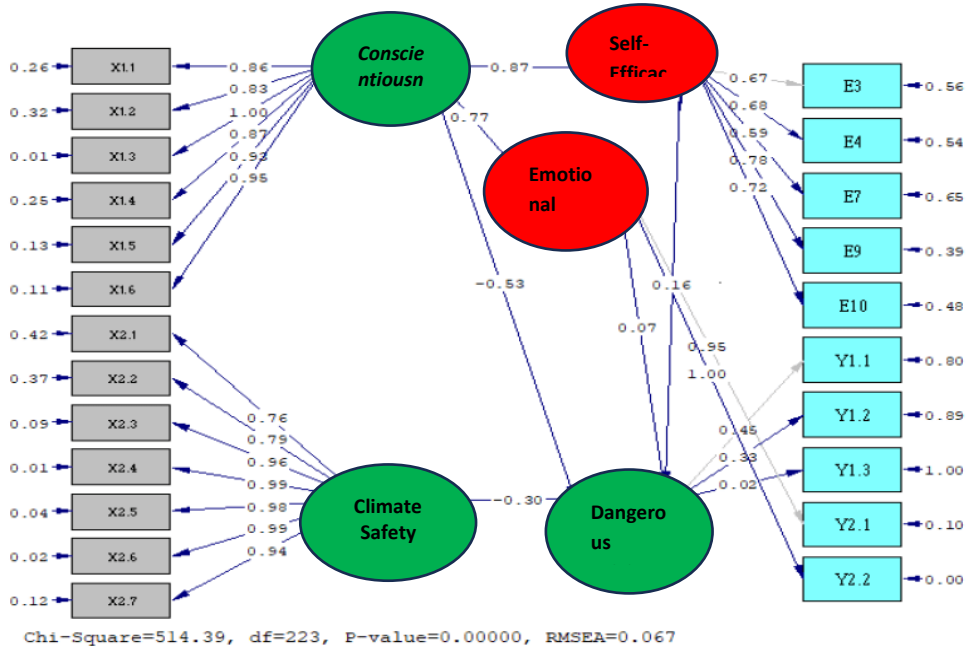 Conscie
ntiousn
Self-
Efficac
Emotio
nal
Climate
Safety
Dangero
us
0.26
X1.1
0.32
X1.2
0.01
X1.3
0.25
X1.4
0.13
X1.5
0.11
X1.6
0.42
X2.1
0.37
X2.2
0.09
X2.3
0.01
X2.4
0.04
X2.5
0.02
X2.6
0.12
X2.7
0.86
0.83
1.00
0.87
0.93
0.95
0.76
0.79
0.96
0.99
0.98
0.99
0.94
0.87
0.77
-0.53
-0.30
0.16
0.07
0.95
1.00
0.45
0.33
0.02
0.67
0.68
0.59
0.78
0.72
E3
0.56
E4
0.54
E7
0.65
E9
0.39
E10
0.48
Y1.1
0.80
Y1.2
0.89
Y1.3
1.00
Y2.1
0.10
Y2.2
0.00
Chi-Square=514.39, df=223, P-value=0.00000, RMSEA=0.067